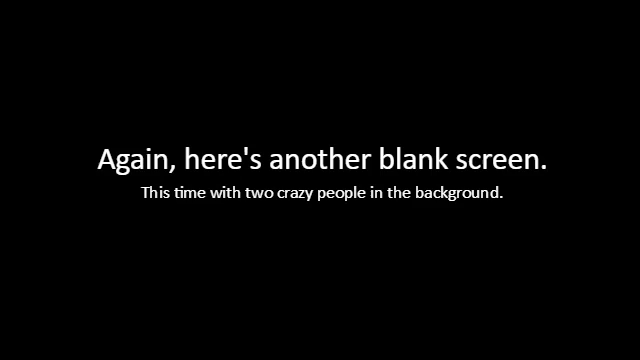 Again, here's another blank screen.
This time with two crazy people in the background.